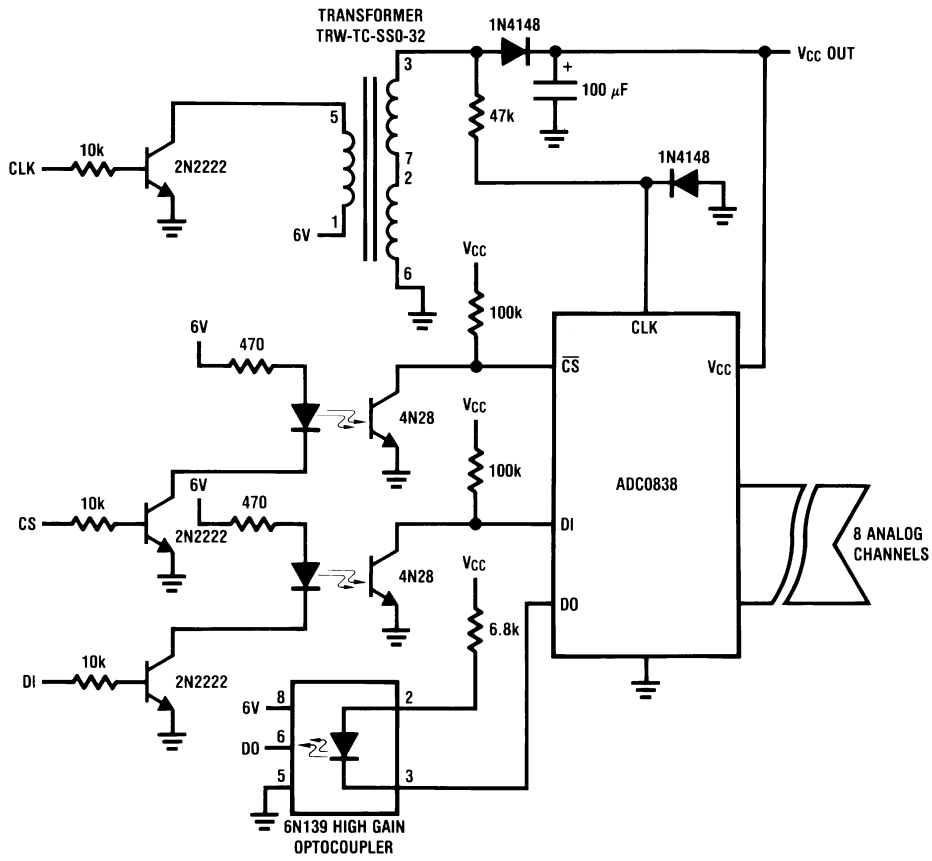 TRANSFORMER
TRW-TC-SSO-32
1N4148
3
+
VCC OUT
100 μF
5
47k
10k
CLK
2N2222
7
2
1N4148
1
6V
6
VCC
100k
CLK
6V
470
CS
VCC
4N28
VCC
100k
ADC0838
10k
6V
470
CS
2N2222
DI
8 ANALOG
CHANNELS
4N28
VCC
DO
6.8k
10k
DI
2N2222
6V
8
2
DO
6
5
3
6N139 HIGH GAIN
OPTOCOUPLER